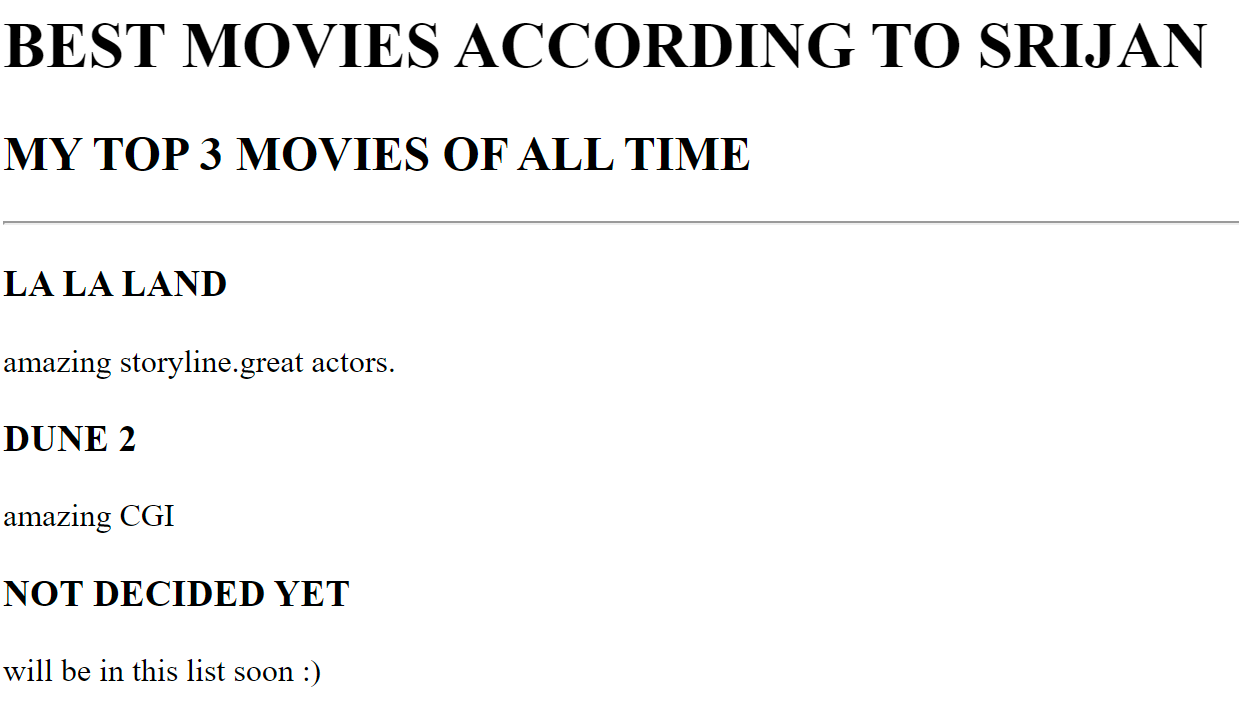 BEST MOVIES ACCORDING TO SRIJAN
MY TOP 3 MOVIES OF ALL TIME
LA LA LAND
amazing storyline.great actors.
DUNE 2
amazing CGI
NOT DECIDED YET
will be in this list soon :)